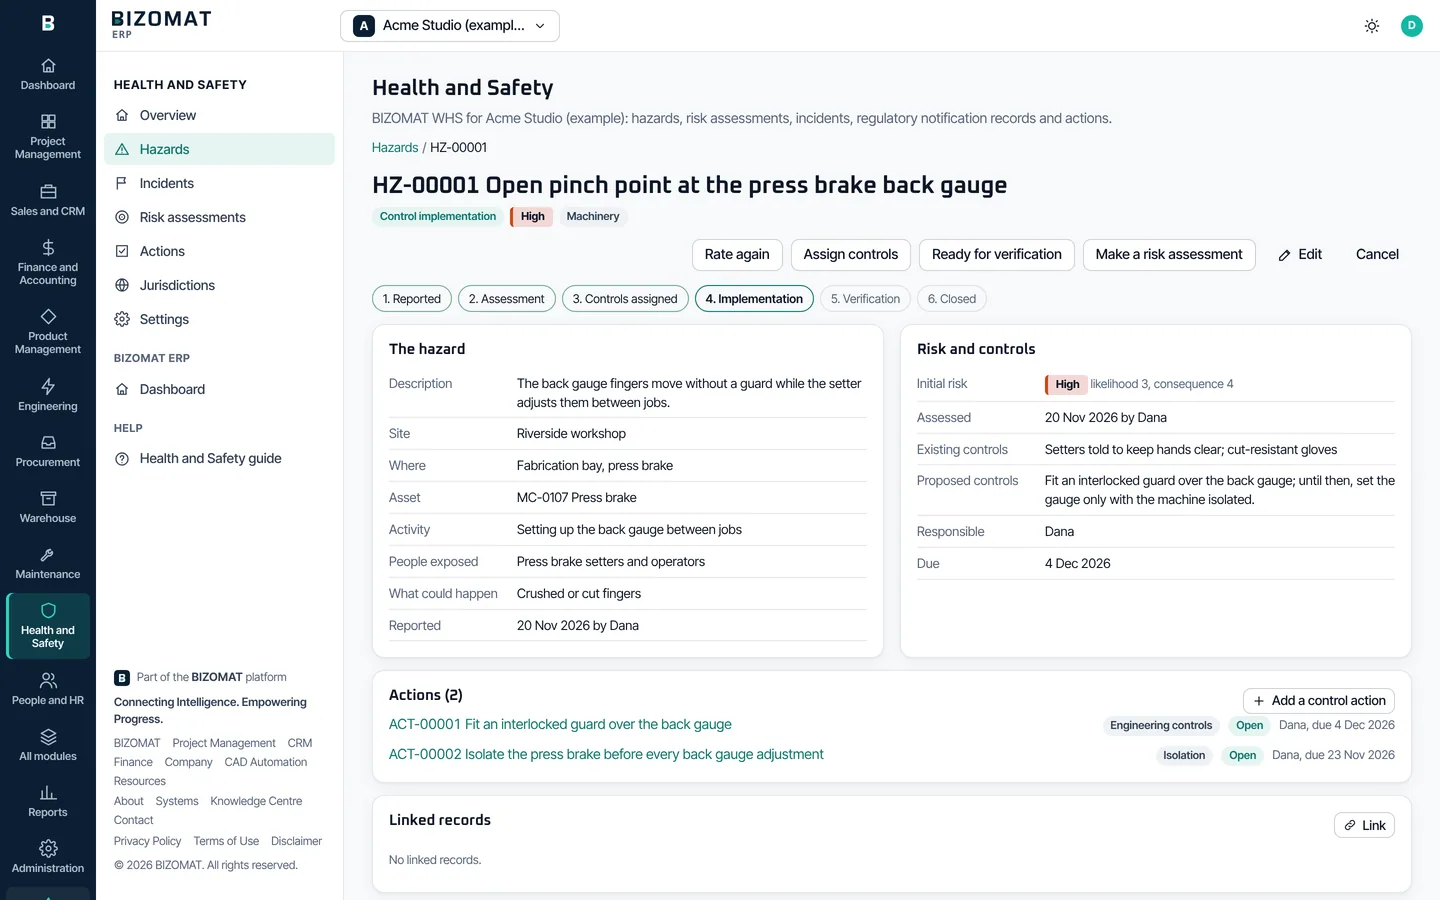 B
Dashboard
Project
Management
Sales and CRM
Finance and
Accounting
Product
Management
Engineering
Procurement
Warehouse
Maintenance
Health and
Safety
People and HR
All modules
Reports
Administration
BIZOMAT
ERP
A Acme Studio (exampl...
D
HEALTH AND SAFETY
Overview
Hazards
Incidents
Risk assessments
Actions
Jurisdictions
Settings
BIZOMAT ERP
Dashboard
HELP
Health and Safety guide
B Part of the BIZOMAT platform
Connecting Intelligence. Empowering
Progress.
BIZOMAT Project Management CRM
Finance Company CAD Automation
Resources
About Systems Knowledge Centre
Contact
Privacy Policy Terms of Use Disclaimer
© 2026 BIZOMAT. All rights reserved.
Health and Safety
BIZOMAT WHS for Acme Studio (example): hazards, risk assessments, incidents, regulatory notification records and actions.
Hazards / HZ-00001
HZ-00001 Open pinch point at the press brake back gauge
Control implementation High Machinery
Rate again Assign controls Ready for verification Make a risk assessment Edit Cancel
1. Reported 2. Assessment 3. Controls assigned 4. Implementation 5. Verification 6. Closed
The hazard
Description The back gauge fingers move without a guard while the setter
adjusts them between jobs.
Site Riverside workshop
Where Fabrication bay, press brake
Asset MC-0107 Press brake
Activity Setting up the back gauge between jobs
People exposed Press brake setters and operators
What could happen Crushed or cut fingers
Reported 20 Nov 2026 by Dana
Risk and controls
Initial risk High likelihood 3, consequence 4
Assessed 20 Nov 2026 by Dana
Existing controls Setters told to keep hands clear; cut-resistant gloves
Proposed controls Fit an interlocked guard over the back gauge; until then, set the
gauge only with the machine isolated.
Responsible Dana
Due 4 Dec 2026
Actions (2)
+ Add a control action
ACT-00001 Fit an interlocked guard over the back gauge Engineering controls Open Dana, due 4 Dec 2026
ACT-00002 Isolate the press brake before every back gauge adjustment Isolation Open Dana, due 23 Nov 2026
Linked records
Link
No linked records.